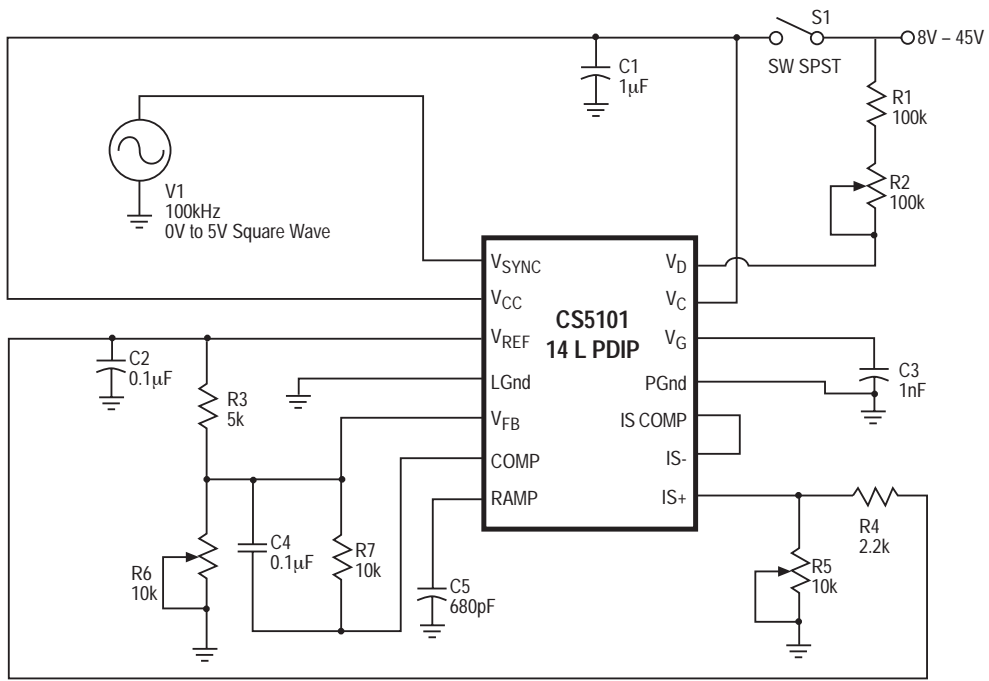 S1
8V – 45V
SW SPST
C1
1µF
R1
100k
R2
100k
V1
100kHz
0V to 5V Square Wave
VSYNC
VCC
VREF
LGnd
VFB
COMP
RAMP
CS5101
14 L PDIP
VD
VC
VG
PGnd
IS COMP
IS-
IS+
C2
0.1µF
R3
5k
C3
1nF
R6
10k
C4
0.1µF
R7
10k
C5
680pF
R4
2.2k
R5
10k